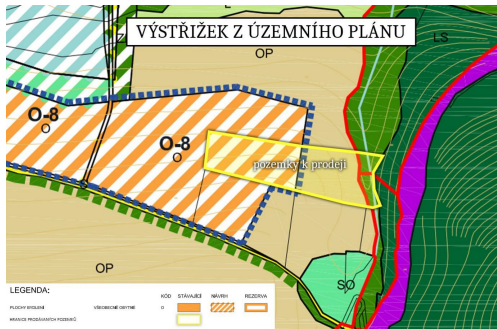 L
VÝSTŘIŽEK Z ÚZEMNÍHO PLÁNU
Z
LS
OP
O-8
O
O-8
O
pozemky k prodeji
S
OP
SØ
LEGENDA:
KÓD STÁVAJÍCÍ NÁVRH REZERVA
PLOCHY BYDLENÍ VŠEOBECNÉ OBYTNÉ O
HRANICE PRODÁVANÝCH POZEMKŮ